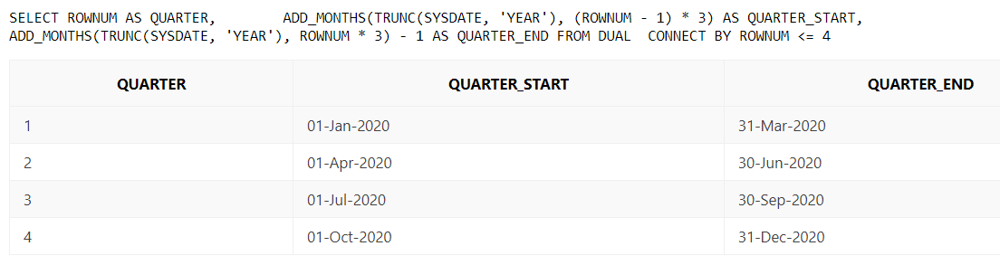 SELECT ROWNUM AS QUARTER,        ADD_MONTHS(TRUNC(SYSDATE, 'YEAR'), (ROWNUM - 1) * 3) AS QUARTER_START,
ADD_MONTHS(TRUNC(SYSDATE, 'YEAR'), ROWNUM * 3) - 1 AS QUARTER_END FROM DUAL  CONNECT BY ROWNUM <= 4
QUARTER QUARTER_START QUARTER_END
1 01-Jan-2020 31-Mar-2020
2 01-Apr-2020 30-Jun-2020
3 01-Jul-2020 30-Sep-2020
4 01-Oct-2020 31-Dec-2020